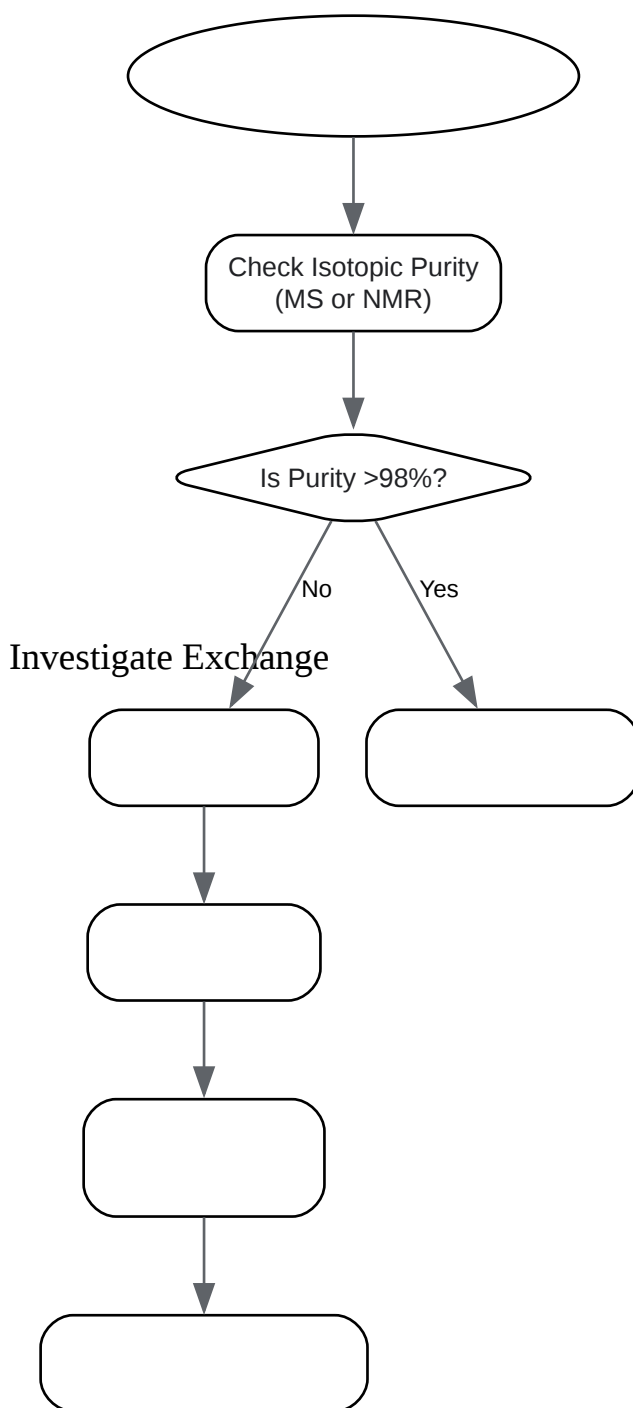 Check Isotopic Purity
(MS or NMR)
Is Purity >98%?
No
Yes
Investigate Exchange